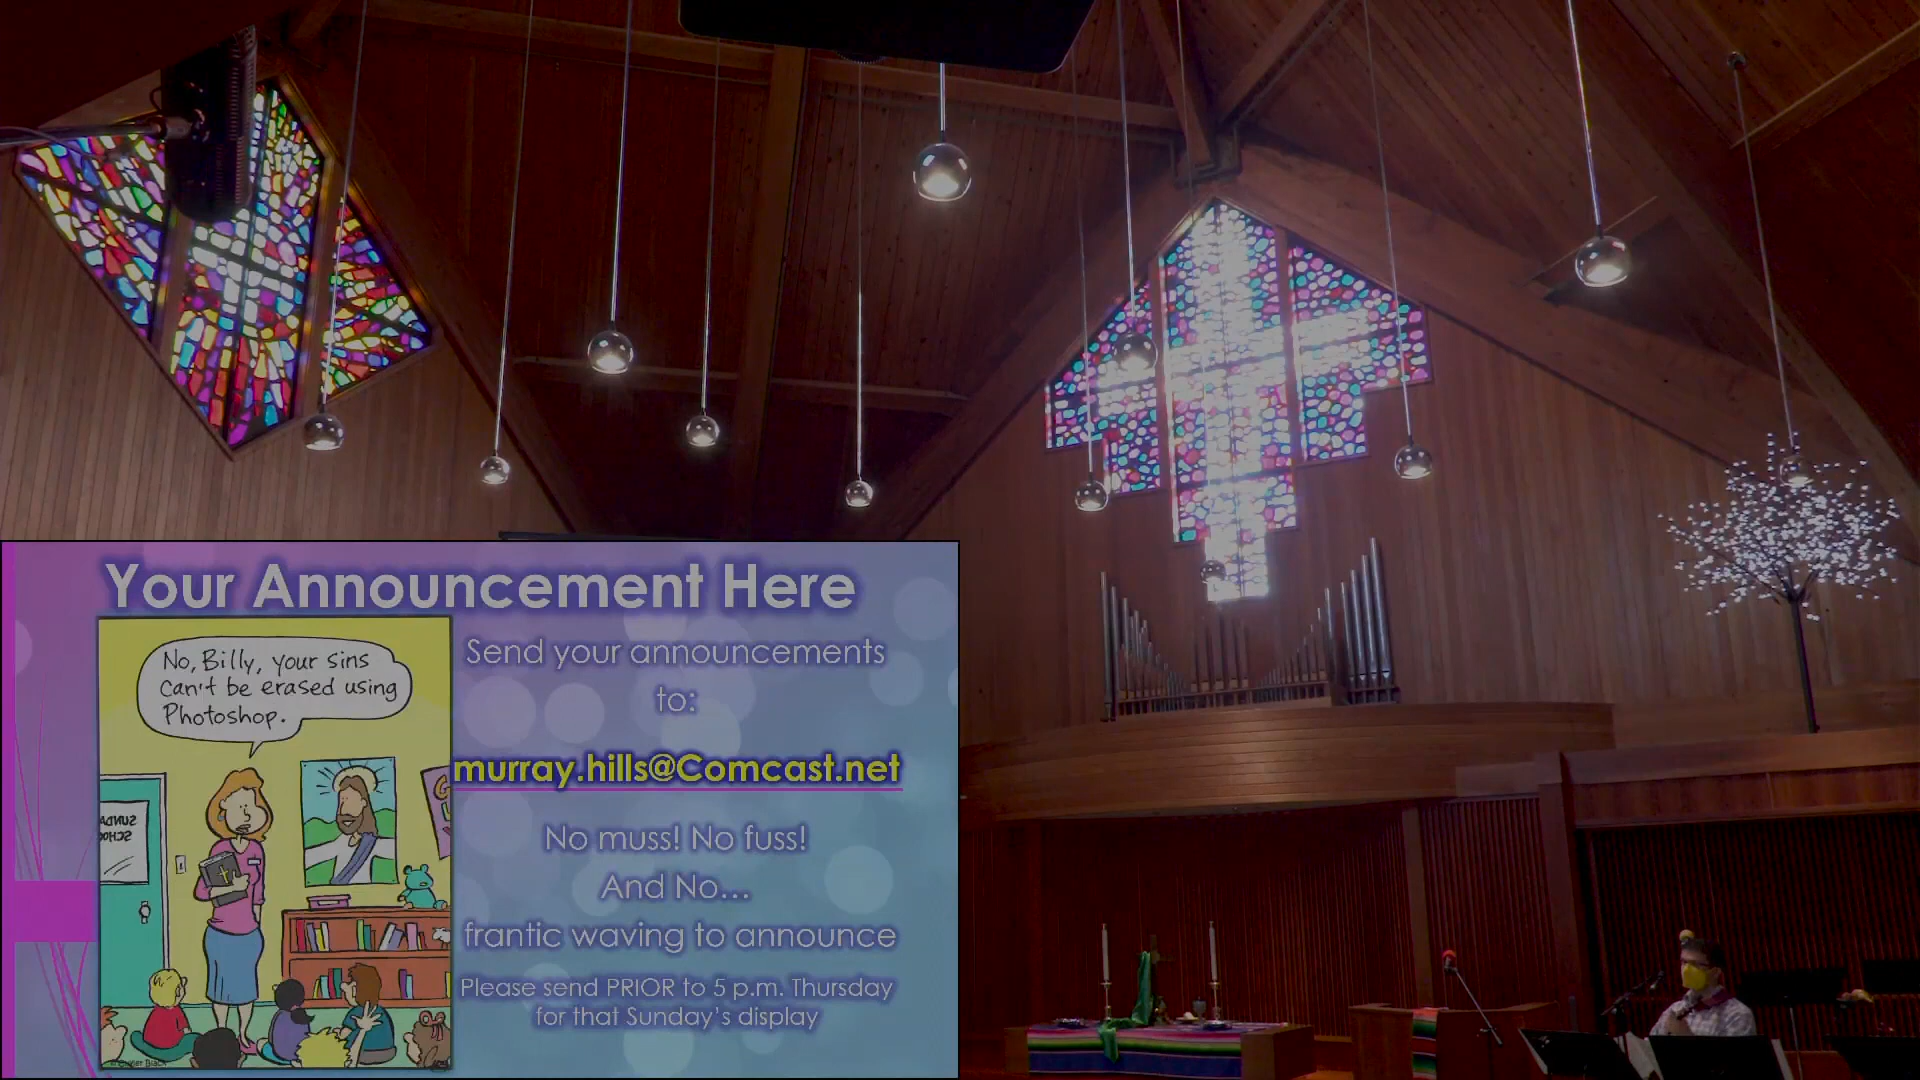 Your Announcement Here
No, Billy, your sins
Can't be erased using
Photoshop.
Send your announcements
to:
murray.hills@Comcast.net
No muss! No fuss!
And No...
frantic waving to announce
Please send PRIOR to 5 p.m. Thursday
for that Sunday's display